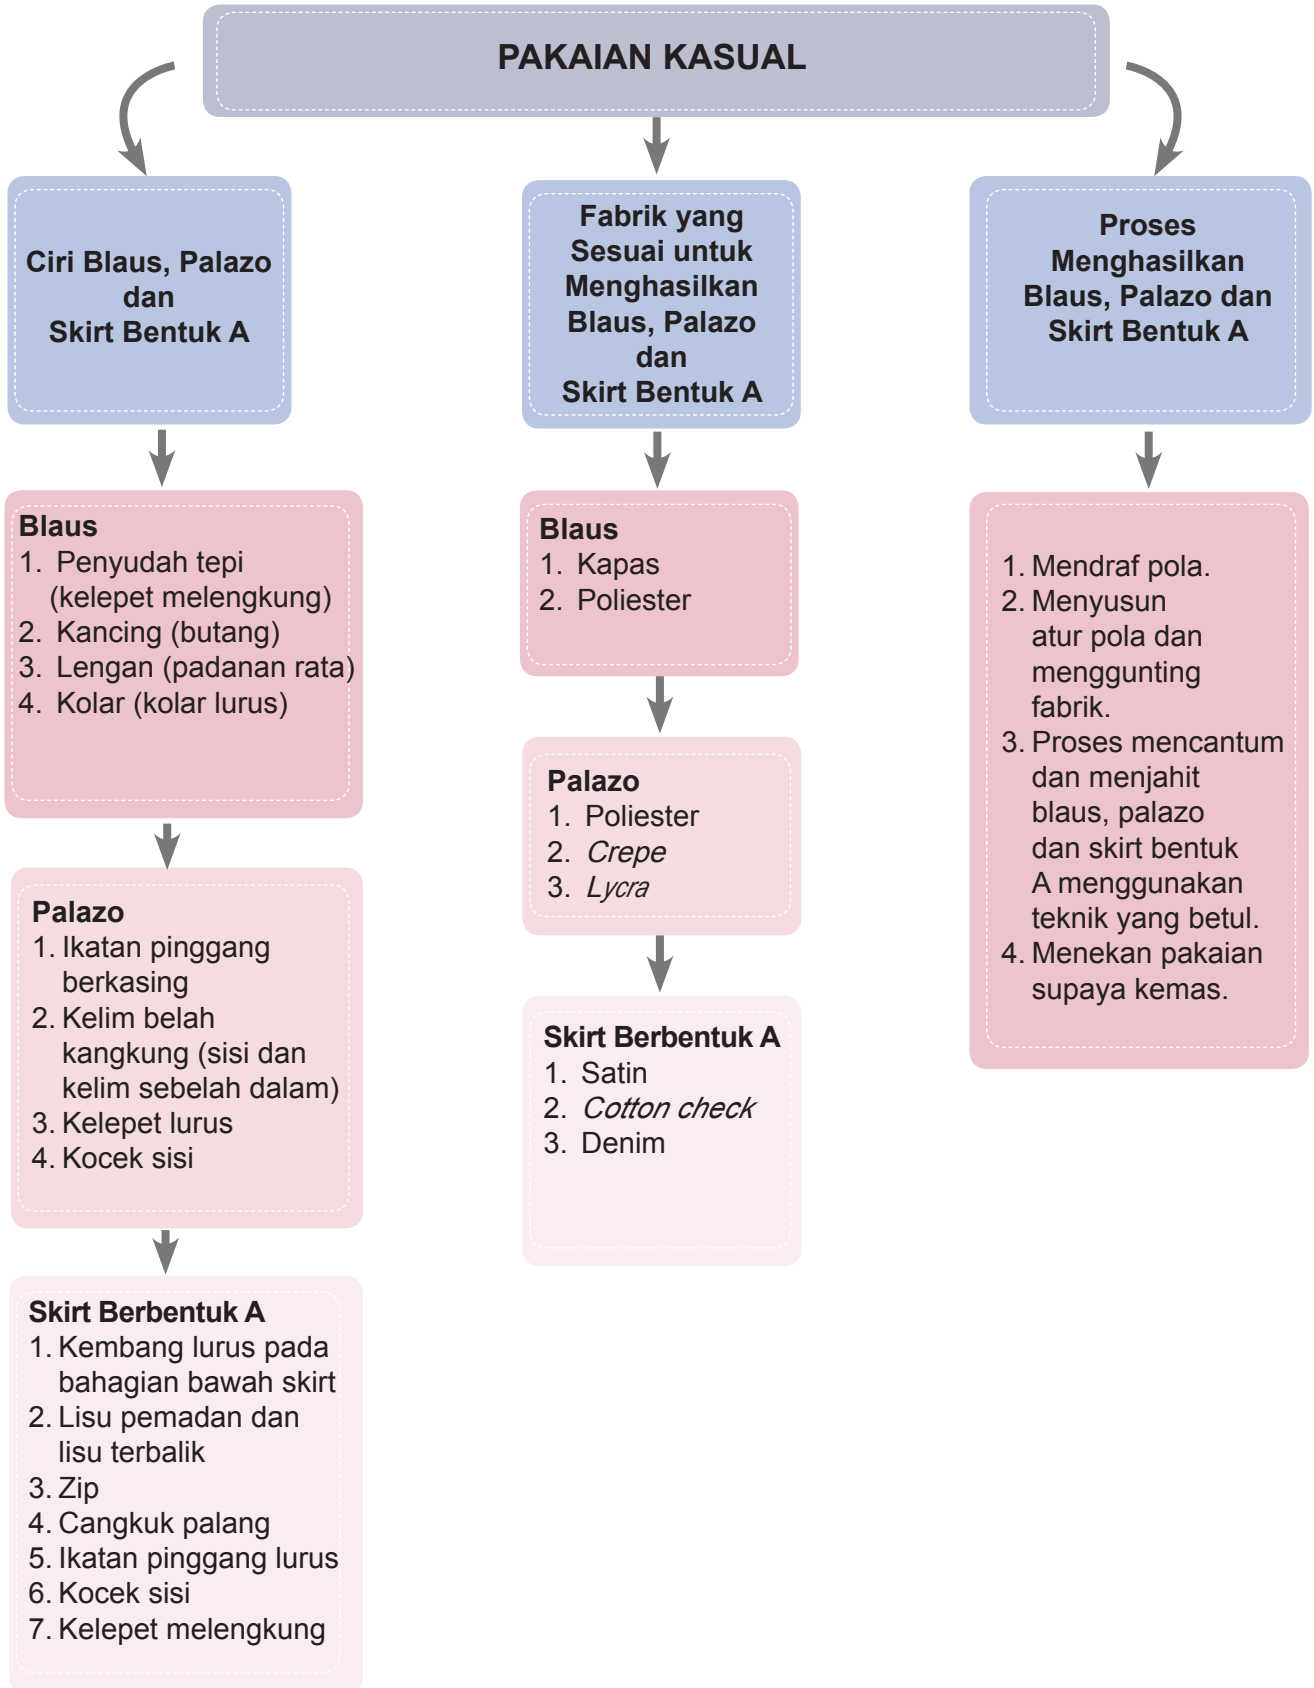 PAKAIAN KASUAL
Ciri Blaus, Palazo
dan
Skirt Bentuk A
Blaus
1. Penyudah tepi
(kelepet melengkung)
2. Kancing (butang)
3. Lengan (padanan rata)
4. Kolar (kolar lurus)
Palazo
1. Ikatan pinggang
berkasing
2. Kelim belah
kangkung (sisi dan
kelim sebelah dalam)
3. Kelepet lurus
4. Kocek sisi
Skirt Berbentuk A
1. Kembang lurus pada
bahagian bawah skirt
2. Lisu pemadan dan
lisu terbalik
3. Zip
4. Cangkuk palang
5. Ikatan pinggang lurus
6. Kocek sisi
7. Kelepet melengkung
Fabrik yang
Sesuai untuk
Menghasilkan
Blaus, Palazo
dan
Skirt Bentuk A
Blaus
1. Kapas
2. Poliester
Palazo
1. Poliester
2. Crepe
3. Lycra
Skirt Berbentuk A
1. Satin
2. Cotton check
3. Denim
Proses
Menghasilkan
Blaus, Palazo dan
Skirt Bentuk A
1. Mendraf pola.
2. Menyusun
atur pola dan
menggunting
fabrik.
3. Proses mencantum
dan menjahit
blaus, palazo
dan skirt bentuk
A menggunakan
teknik yang betul.
4. Menekan pakaian
supaya kemas.